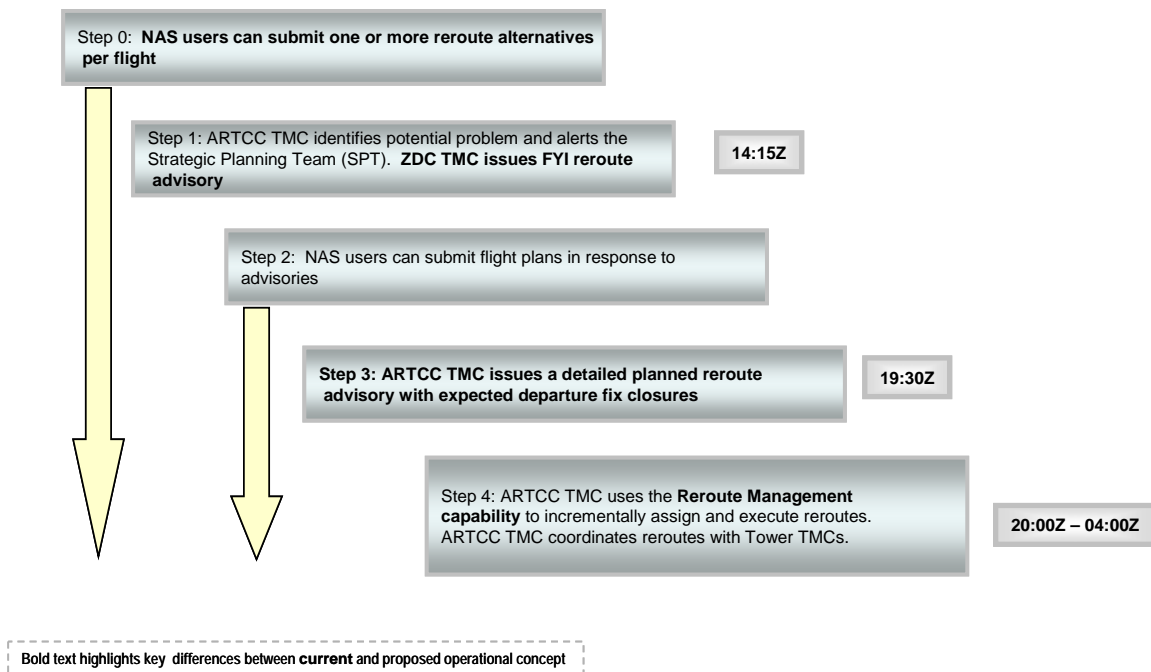 Step 0: NAS users can submit one or more reroute alternatives
per flight
Step 1: ARTCC TMC identifies potential problem and alerts the
Strategic Planning Team (SPT). ZDC TMC issues FYI reroute
advisory
14:15Z
Step 2: NAS users can submit flight plans in response to
advisories
Step 3: ARTCC TMC issues a detailed planned reroute
advisory with expected departure fix closures
19:30Z
Step 4: ARTCC TMC uses the Reroute Management
capability to incrementally assign and execute reroutes.
ARTCC TMC coordinates reroutes with Tower TMCs.
20:00Z – 04:00Z
Bold text highlights key differences between current and proposed operational concept